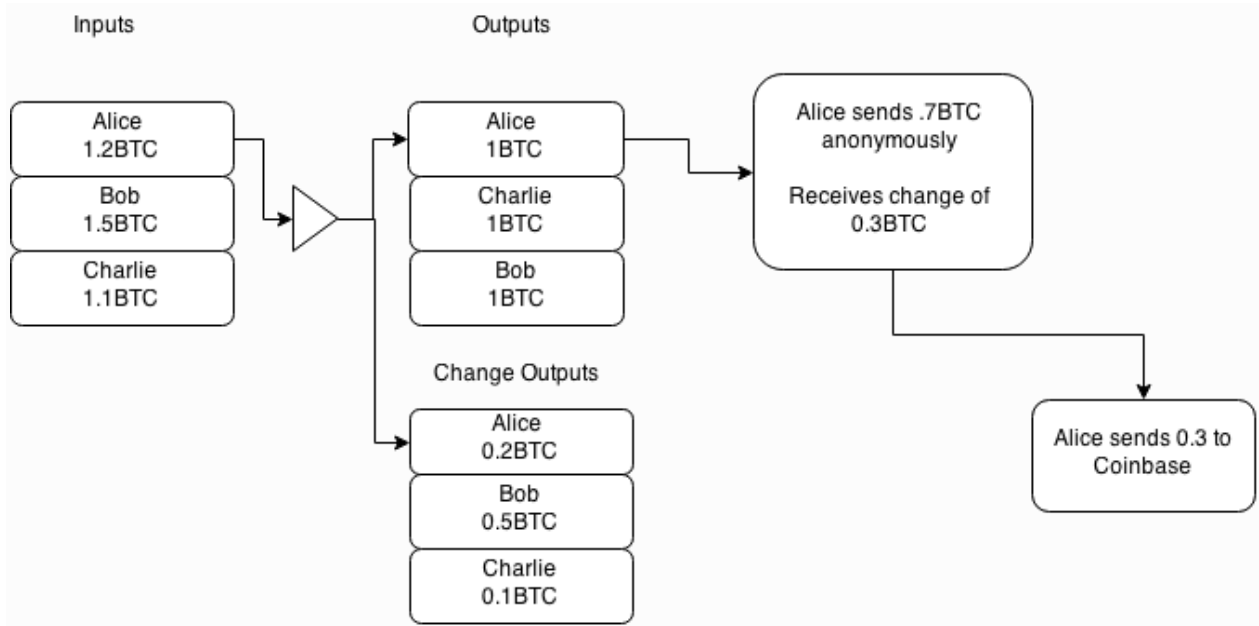 Inputs
Outputs
Alice
1.2BTC
Bob
1.5BTC
Charlie
1.1BTC
Alice
1BTC
Charlie
1BTC
Bob
1BTC
Alice sends .7BTC
anonymously
Receives change of
0.3BTC
Change Outputs
Alice
0.2BTC
Bob
0.5BTC
Charlie
0.1BTC
Alice sends 0.3 to
Coinbase